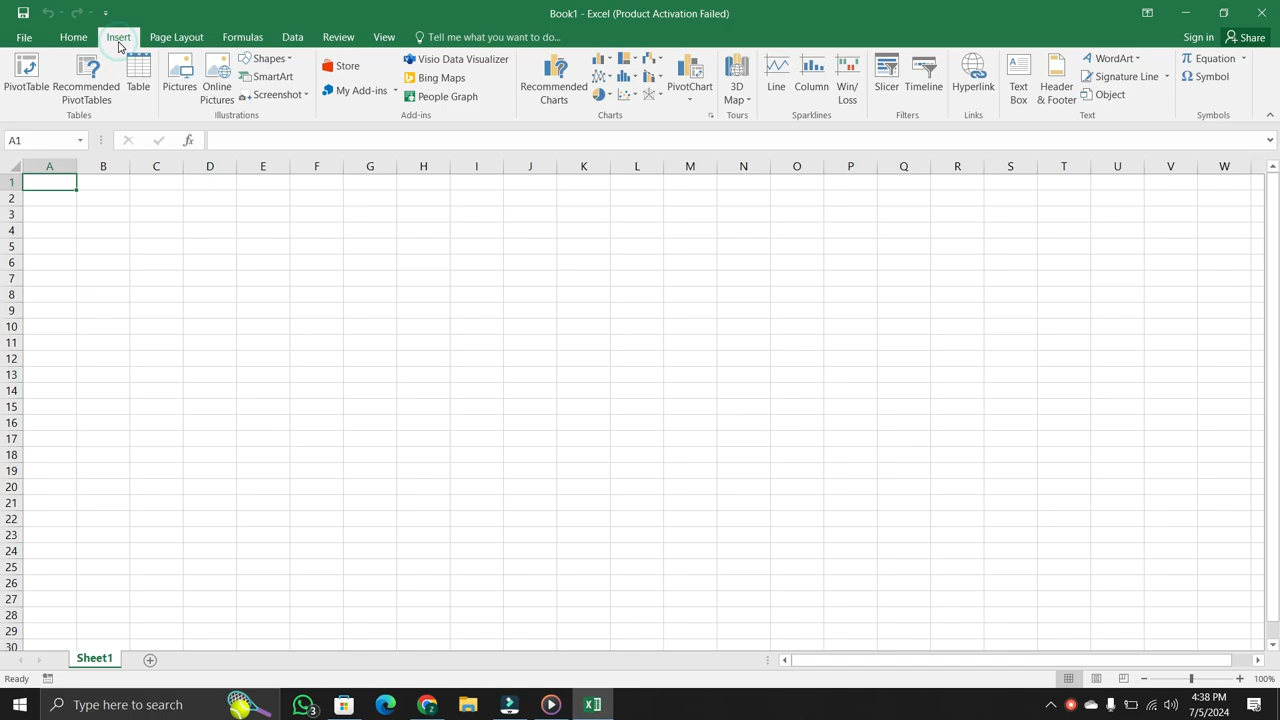 Book1 - Excel (Product Activation Failed)
File Home Insert Page Layout Formulas Data Review View Tell me what you want to do... Sign in Share
PivotTable Recommended PivotTables Table
Tables
Pictures Online Pictures Shapes SmartArt Screenshot
Illustrations
Store My Add-ins Visio Data Visualizer Bing Maps People Graph
Add-ins
Recommended Charts PivotChart
Charts
3D Map
Tours
Line Column Win/Loss
Sparklines
Slicer Timeline
Filters
Hyperlink
Links
Text Box Header & Footer WordArt Signature Line Object
Text
Equation Symbol
Symbols
A1 fx
A B C D E F G H I J K L M N O P Q R S T U V W
1
2
3
4
5
6
7
8
9
10
11
12
13
14
15
16
17
18
19
20
21
22
23
24
25
26
27
28
29
30
Sheet1
Ready 100%
Type here to search 3 4:38 PM
7/5/2024